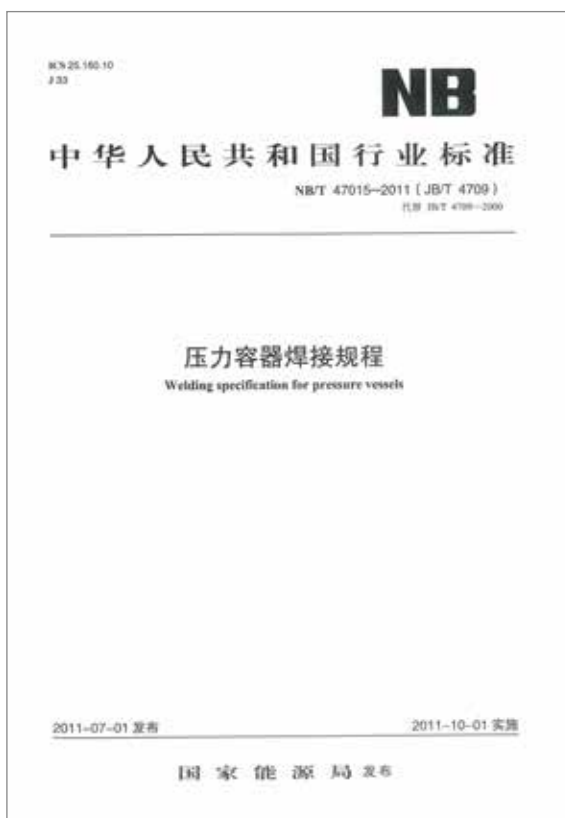 ICS 25.160.10
J 33
NB
中华人民共和国行业标准
NB/T 47015—2011（JB/T 4709）
代替 JB/T 4709—2000
压力容器焊接规程
Welding specification for pressure vessels
2011-07-01 发布
2011-10-01 实施
国家能源局 发布